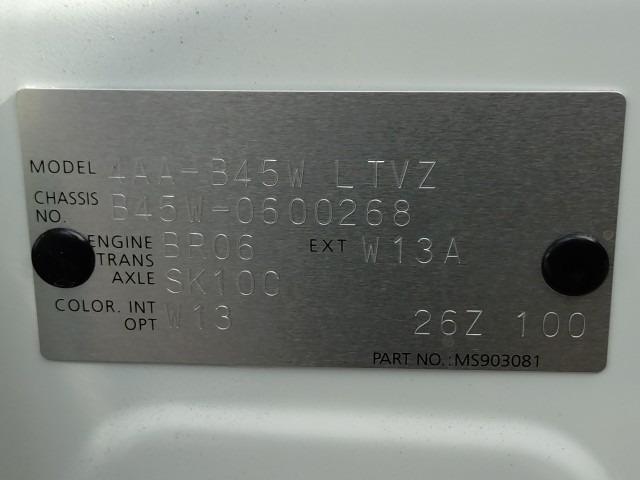 MODEL 4AA-B45W LTVZ
CHASSIS NO. B45W-0600268
ENGINE BR06 EXT W13A
TRANS AXLE SK10C
COLOR. INT OPT W13 26Z 100
PART NO.:MS903081